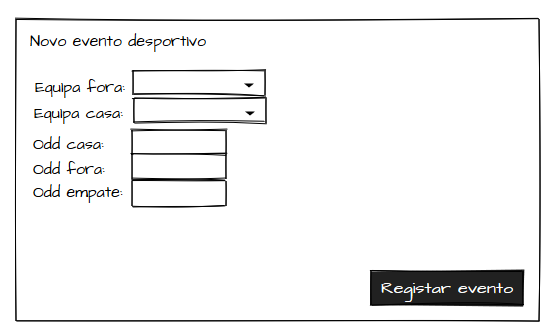 Novo evento desportivo
Equipa fora:
Equipa casa:
Odd casa:
Odd fora:
Odd empate:
Registar evento